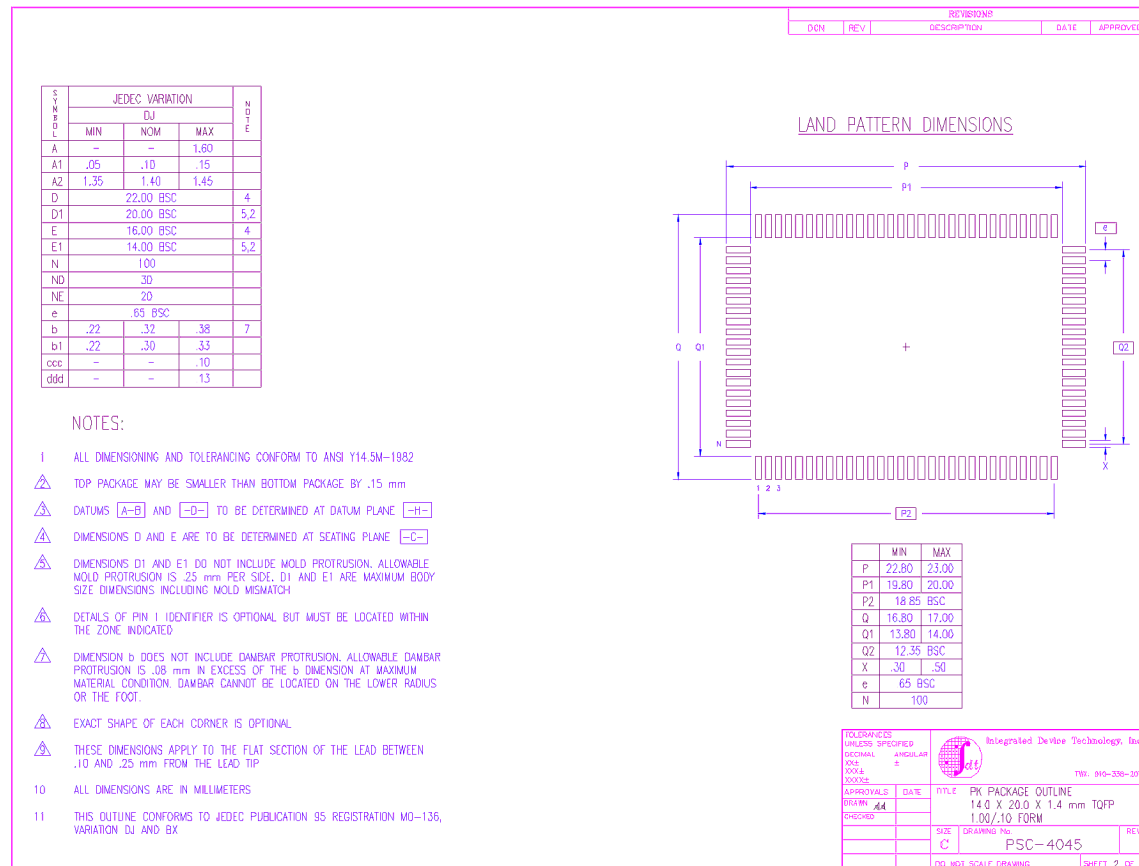 REVISIONS
DCN REV DESCRIPTION DATE APPROVED
SYMBOL JEDEC VARIATION NOTE
DJ
MIN NOM MAX
A – – 1.60
A1 .05 .10 .15
A2 1.35 1.40 1.45
D 22.00 BSC 4
D1 20.00 BSC 5,2
E 16.00 BSC 4
E1 14.00 BSC 5,2
N 100
ND 30
NE 20
e .65 BSC
b .22 .32 .38 7
b1 .22 .30 .33
ccc – – .10
ddd – – .13
NOTES:
1 ALL DIMENSIONING AND TOLERANCING CONFORM TO ANSI Y14.5M–1982
2 TOP PACKAGE MAY BE SMALLER THAN BOTTOM PACKAGE BY .15 mm
3 DATUMS A–B AND –D– TO BE DETERMINED AT DATUM PLANE –H–
4 DIMENSIONS D AND E ARE TO BE DETERMINED AT SEATING PLANE –C–
5 DIMENSIONS D1 AND E1 DO NOT INCLUDE MOLD PROTRUSION. ALLOWABLE
MOLD PROTRUSION IS .25 mm PER SIDE. D1 AND E1 ARE MAXIMUM BODY
SIZE DIMENSIONS INCLUDING MOLD MISMATCH
6 DETAILS OF PIN 1 IDENTIFIER IS OPTIONAL BUT MUST BE LOCATED WITHIN
THE ZONE INDICATED
7 DIMENSION b DOES NOT INCLUDE DAMBAR PROTRUSION. ALLOWABLE DAMBAR
PROTRUSION IS .08 mm IN EXCESS OF THE b DIMENSION AT MAXIMUM
MATERIAL CONDITION. DAMBAR CANNOT BE LOCATED ON THE LOWER RADIUS
OR THE FOOT.
8 EXACT SHAPE OF EACH CORNER IS OPTIONAL
9 THESE DIMENSIONS APPLY TO THE FLAT SECTION OF THE LEAD BETWEEN
.10 AND .25 mm FROM THE LEAD TIP
10 ALL DIMENSIONS ARE IN MILLIMETERS
11 THIS OUTLINE CONFORMS TO JEDEC PUBLICATION 95 REGISTRATION MO–136,
VARIATION DJ AND BX
LAND PATTERN DIMENSIONS
P
P1
e
Q Q1 Q2
N
X
1 2 3
P2
MIN MAX
P 22.80 23.00
P1 19.80 20.00
P2 18.85 BSC
Q 16.80 17.00
Q1 13.80 14.00
Q2 12.35 BSC
X .30 .50
e .65 BSC
N 100
TOLERANCES
UNLESS SPECIFIED
DECIMAL ANGULAR
XX± ±
XXX±
XXXX±
idt
Integrated Device Technology, Inc
APPROVALS DATE
DRAWN
CHECKED
TITLE PK PACKAGE OUTLINE
14.0 X 20.0 X 1.4 mm TQFP
1.00/.10 FORM
SIZE DRAWING No. REV
C PSC–4045
DO NOT SCALE DRAWING SHEET 2 OF